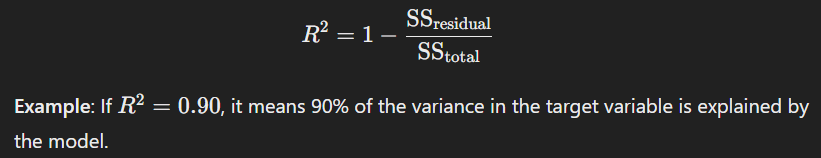 R² = 1 − SSresidual / SStotal
Example: If R² = 0.90, it means 90% of the variance in the target variable is explained by
the model.